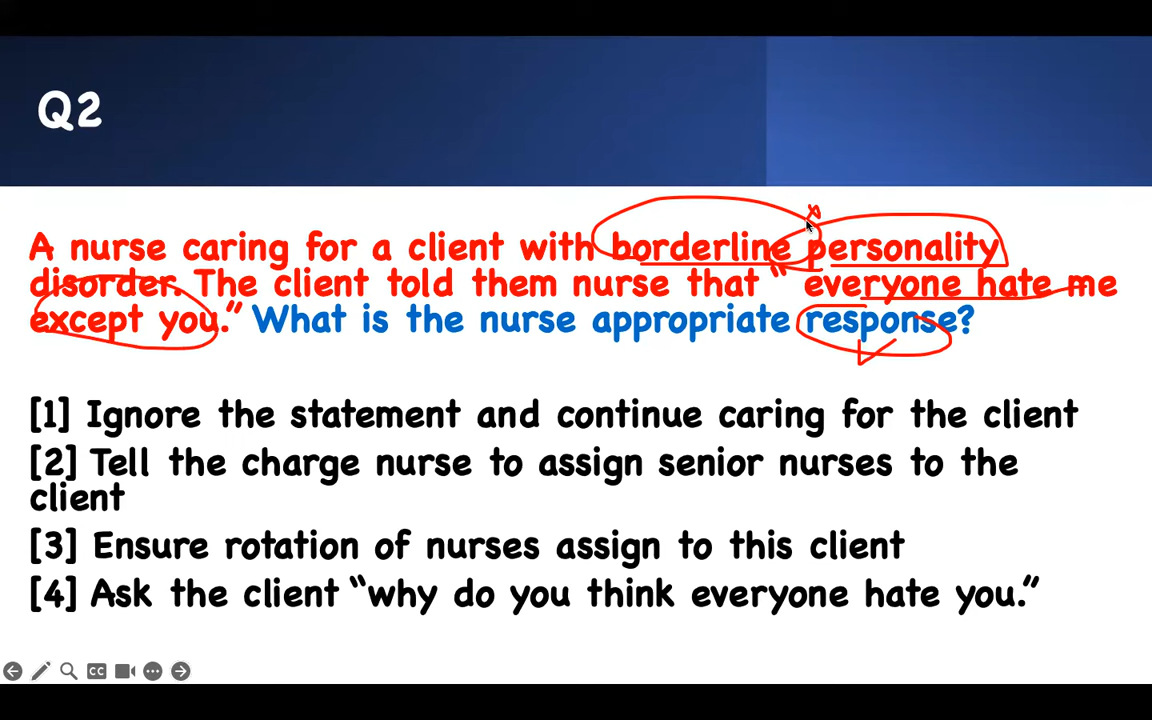 Q2
A nurse caring for a client with borderline personality
disorder. The client told them nurse that " everyone hate me
except you." What is the nurse appropriate response?
[1] Ignore the statement and continue caring for the client
[2] Tell the charge nurse to assign senior nurses to the
client
[3] Ensure rotation of nurses assign to this client
[4] Ask the client "why do you think everyone hate you."
CC